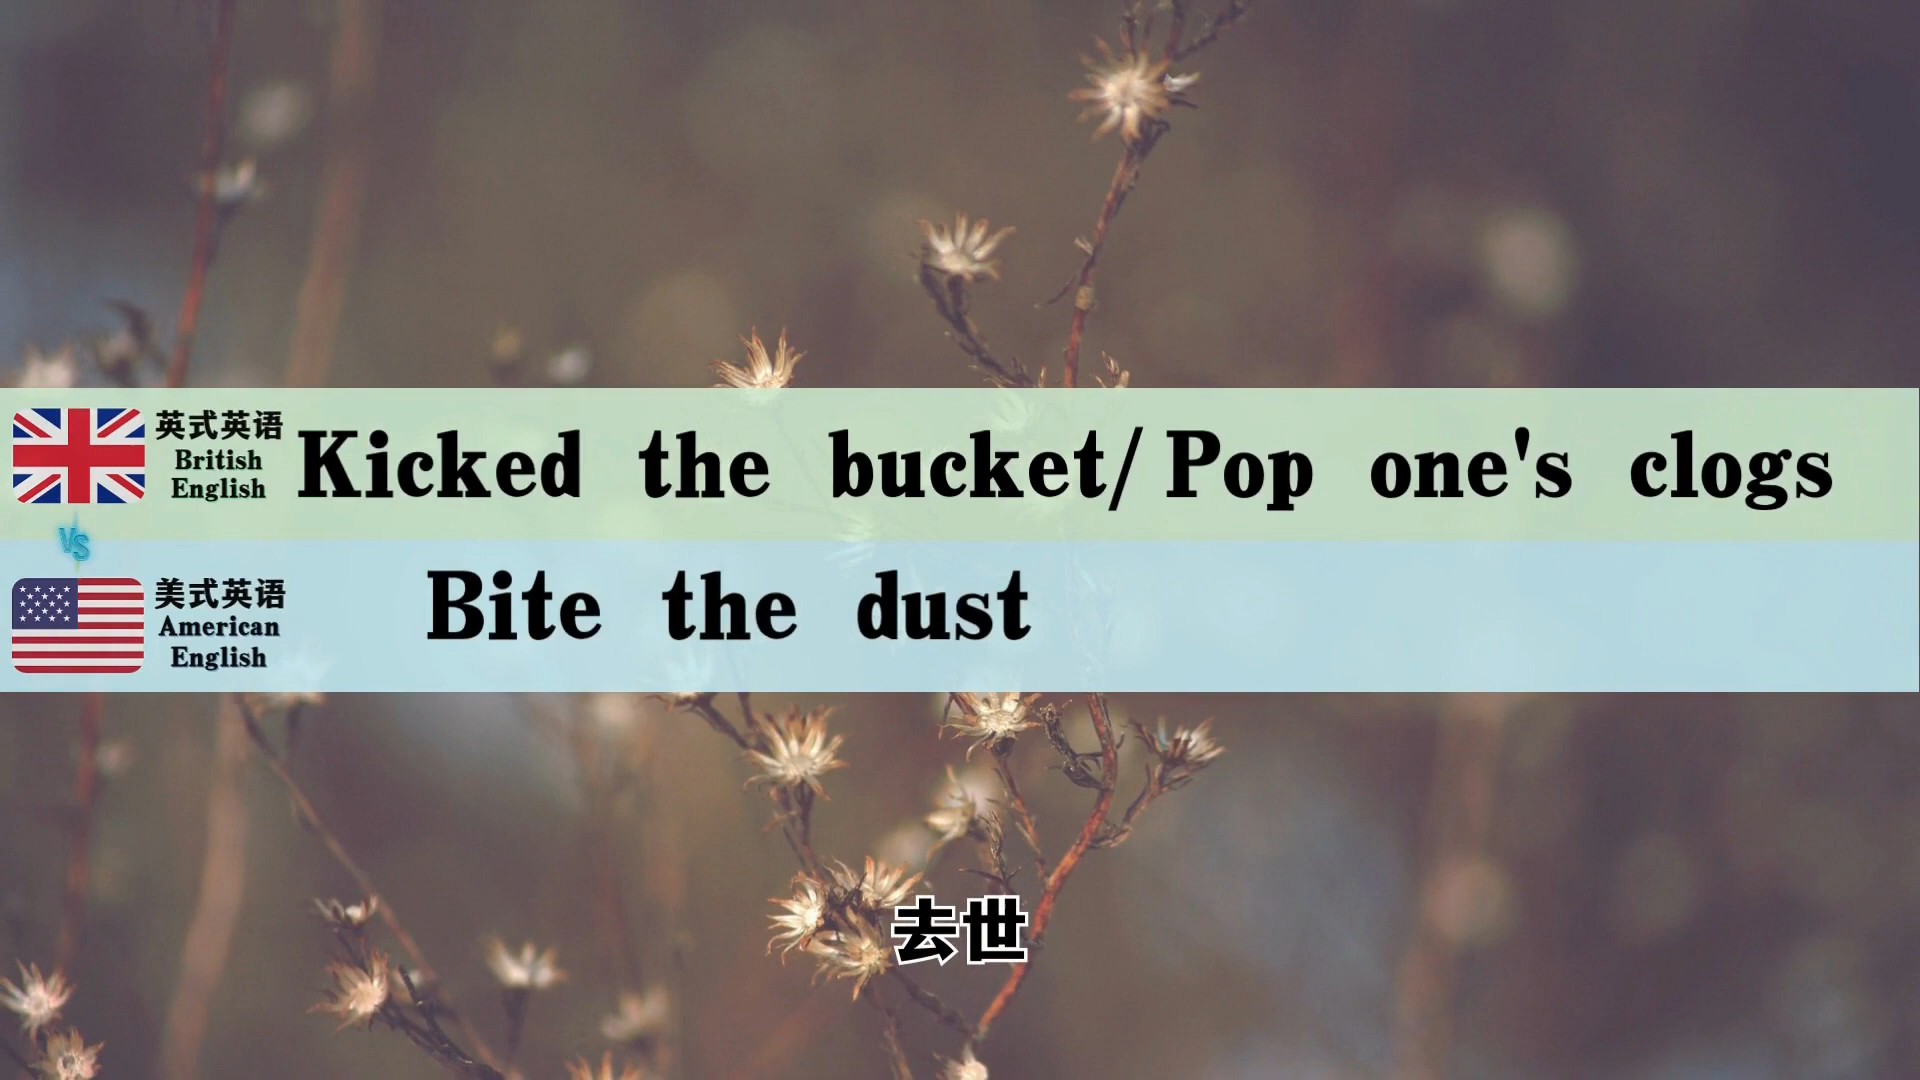 英式英语
British
English
Kicked the bucket/ Pop one's clogs
VS
美式英语
American
English
Bite the dust
去世